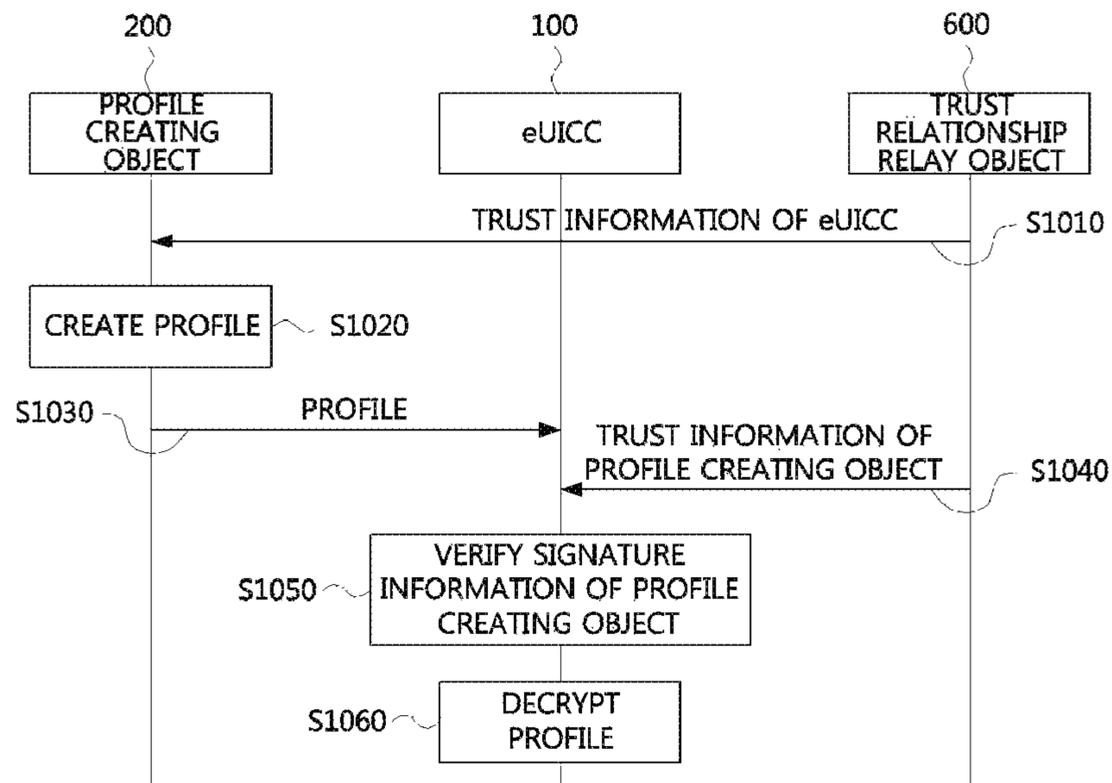 200
100
600
PROFILE
CREATING
OBJECT
eUICC
TRUST
RELATIONSHIP
RELAY OBJECT
TRUST INFORMATION OF eUICC
S1010
CREATE PROFILE
S1020
S1030
PROFILE
TRUST INFORMATION OF
PROFILE CREATING OBJECT
S1040
VERIFY SIGNATURE
INFORMATION OF PROFILE
CREATING OBJECT
S1050
DECRYPT
PROFILE
S1060